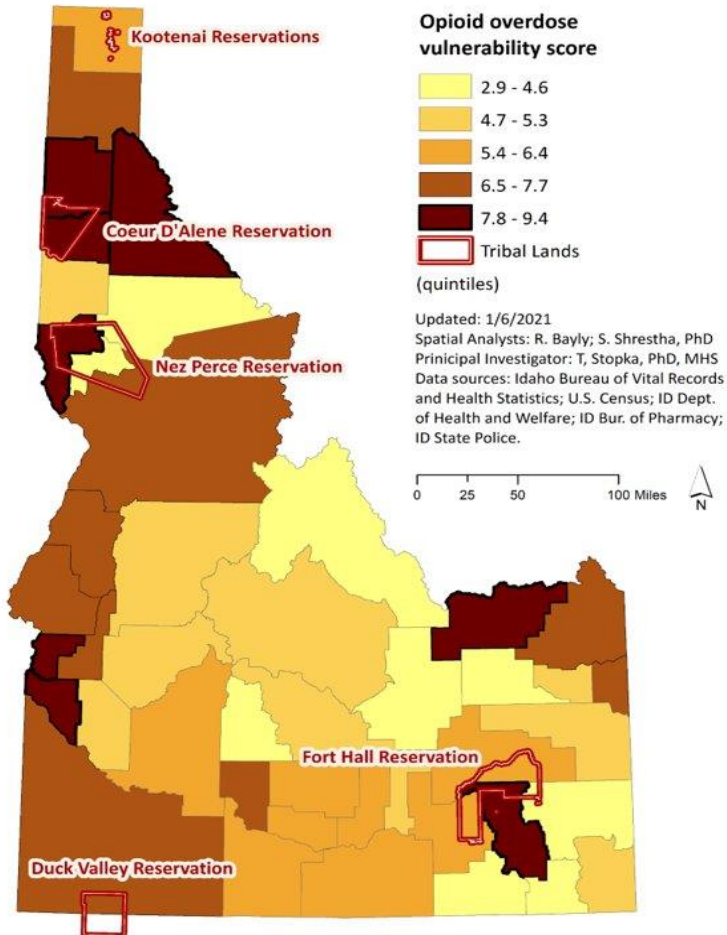 Kootenai Reservations
Coeur D'Alene Reservation
Nez Perce Reservation
Fort Hall Reservation
Duck Valley Reservation
Opioid overdose
vulnerability score
2.9 - 4.6
4.7 - 5.3
5.4 - 6.4
6.5 - 7.7
7.8 - 9.4
Tribal Lands
(quintiles)
Updated: 1/6/2021
Spatial Analysts: R. Bayly; S. Shrestha, PhD
Prinicipal Investigator: T, Stopka, PhD, MHS
Data sources: Idaho Bureau of Vital Records
and Health Statistics; U.S. Census; ID Dept.
of Health and Welfare; ID Bur. of Pharmacy;
ID State Police.
0 25 50 100 Miles
N